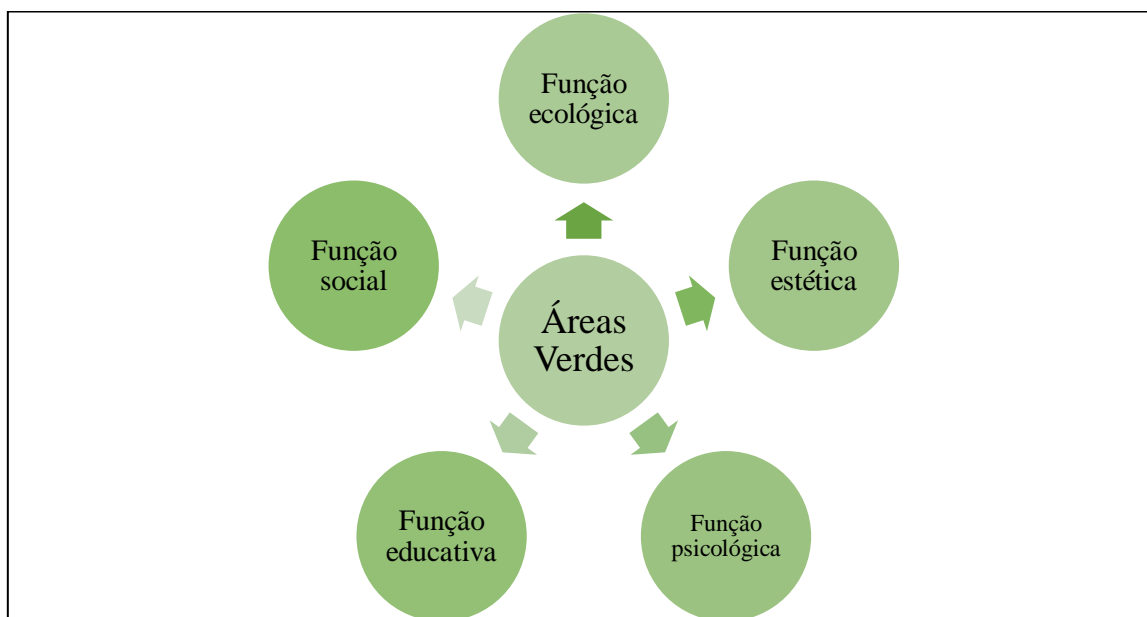 Função
ecológica
Função
social
Função
estética
Áreas
Verdes
Função
educativa
Função
psicológica